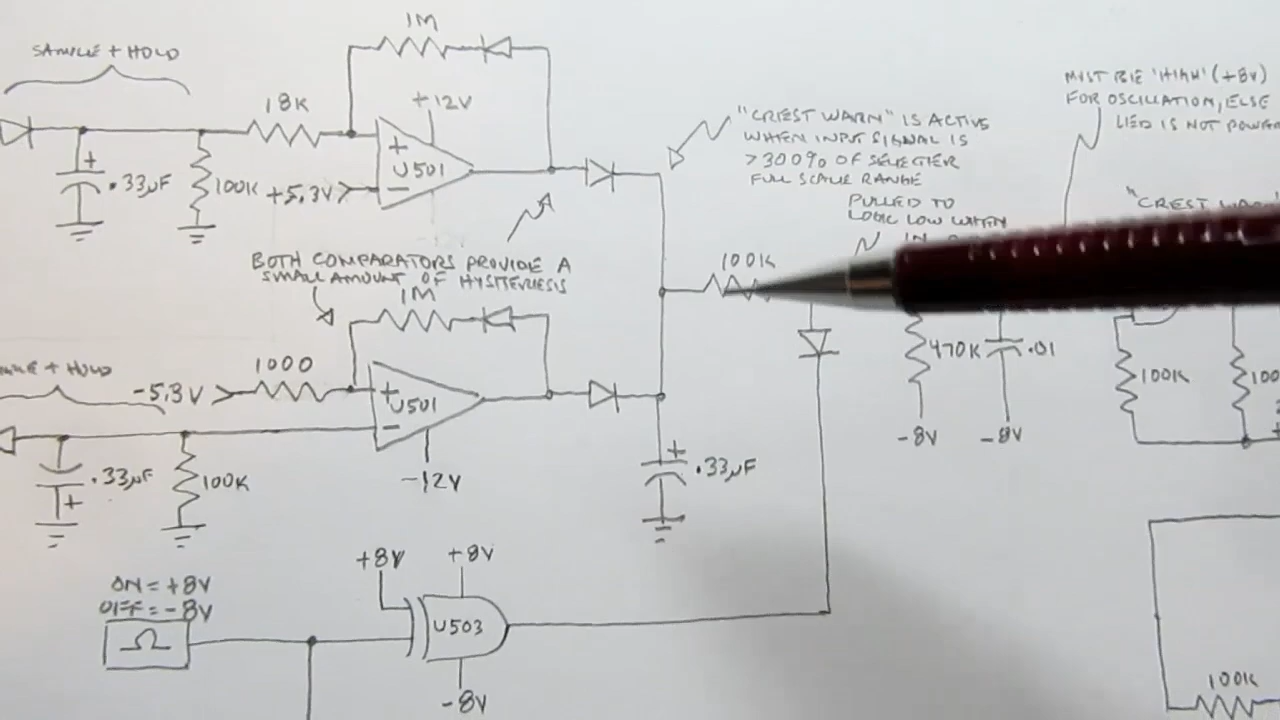 1M
SAMPLE + HOLD
18K
+12V
+
U501
-
.33µF
100K
+5.3V
+
"CREST WARN" IS ACTIVE
WHEN INPUT SIGNAL IS
>300% OF SELECTED
FULL SCALE RANGE
PULLED TO
LOGIC LOW WHEN
MUST BE 'HIGH' (+8V)
FOR OSCILLATION, ELSE
LED IS NOT
"CREST
BOTH COMPARATORS PROVIDE A
SMALL AMOUNT OF HYSTERESIS
1M
100K
+ HOLD
1000
-5.3V
+
U501
-
-12V
.33µF
+
100K
+
.33µF
470K
.01
-8V
-8V
100K
ON = +8V
OFF = -8V
Ω
+8V
+8V
U503
-8V
100K